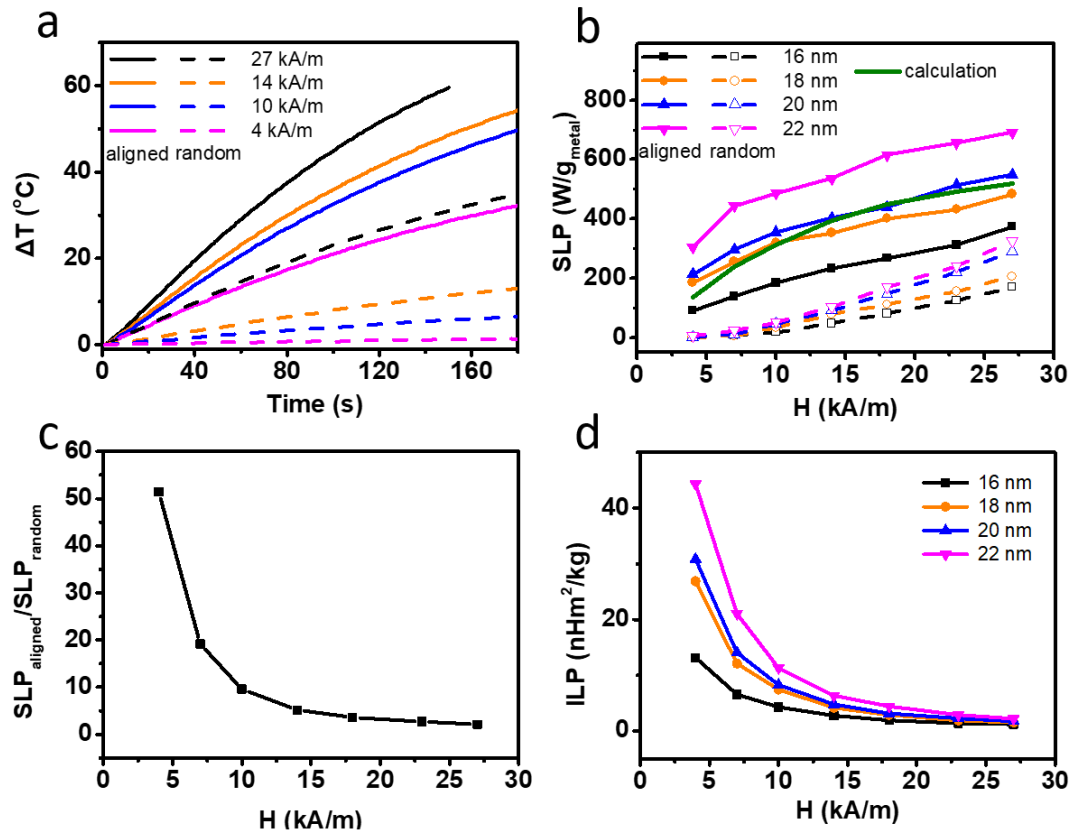 a
ΔT (°C)
60
40
20
0
27 kA/m
14 kA/m
10 kA/m
4 kA/m
aligned random
0 40 80 120 160
Time (s)
b
SLP (W/g_metal)
800
600
400
200
0
16 nm
18 nm
20 nm
22 nm
calculation
aligned random
0 5 10 15 20 25 30
H (kA/m)
c
SLP_aligned/SLP_random
60
50
40
30
20
10
0
0 5 10 15 20 25 30
H (kA/m)
d
ILP (nHm²/kg)
40
20
0
16 nm
18 nm
20 nm
22 nm
0 5 10 15 20 25 30
H (kA/m)